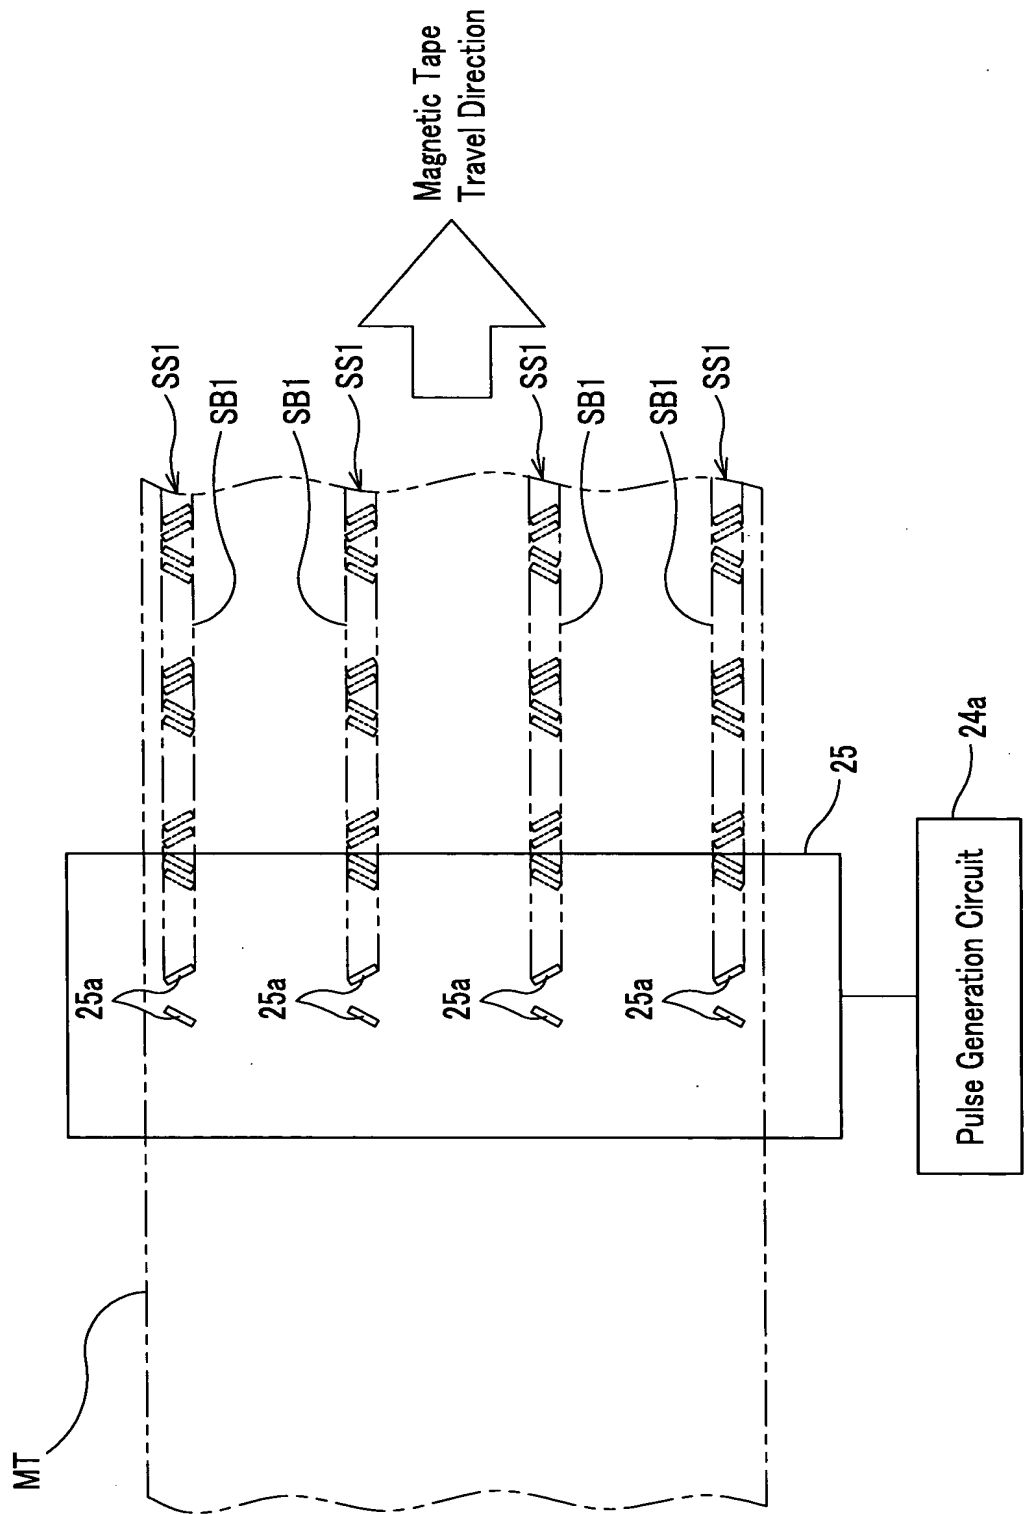 Magnetic Tape
Travel Direction
SS1
SB1
SB1
SS1
SS1
SB1
SB1
SS1
25a
25a
25a
25a
25
24a
Pulse Generation Circuit
MT